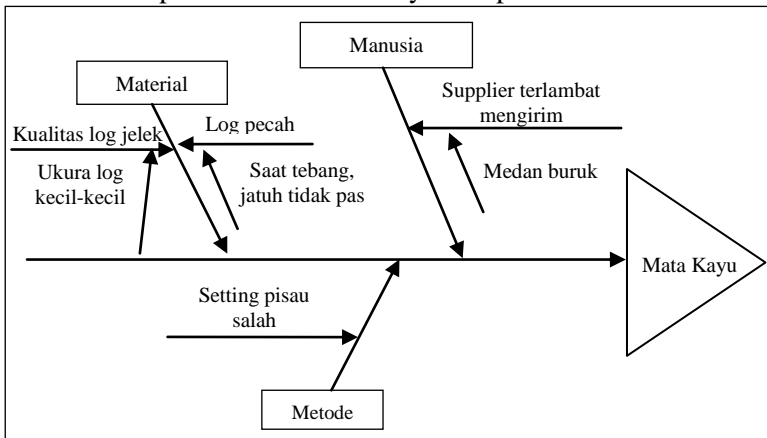 Manusia
Material
Supplier terlambat
mengirim
Log pecah
Kualitas log jelek
Ukura log
kecil-kecil
Saat tebang,
jatuh tidak pas
Medan buruk
Mata Kayu
Setting pisau
salah
Metode